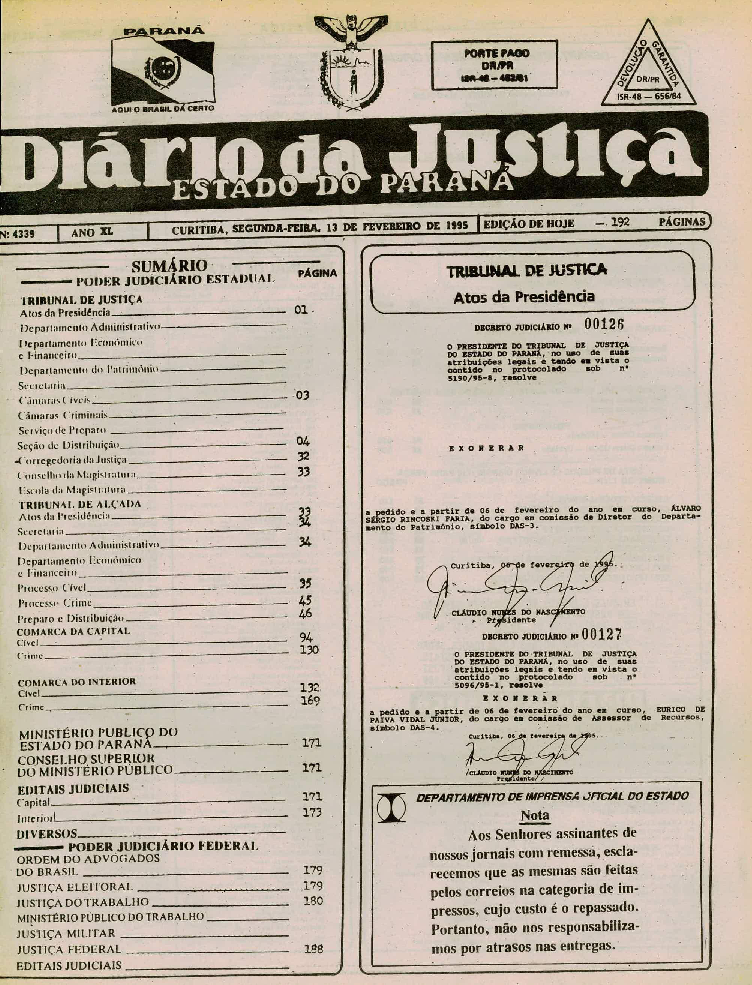 PARANÁ
AQUI O BRASIL DÁ CERTO
PORTE PAGO
DR/PR
ISR-48 — 452/81
DEVOLUÇÃO GARANTIDA
DR/PR
ISR-48 — 656/84
Diário da Justiça
ESTADO DO PARANÁ
Nº 4339
ANO XL
CURITIBA, SEGUNDA-FEIRA, 13 DE FEVEREIRO DE 1995
EDIÇÃO DE HOJE — 192 PÁGINAS
SUMÁRIO
PODER JUDICIÁRIO ESTADUAL
PÁGINA
TRIBUNAL DE JUSTIÇA
Atos da Presidência 01
Departamento Administrativo
Departamento Económico
e Financeiro
Departamento do Patrimônio
Secretaria
Câmaras Cíveis 03
Câmaras Criminais
Serviço de Preparo
Seção de Distribuição 04
Corregedoria da Justiça 32
Conselho da Magistratura 33
Escola da Magistratura
TRIBUNAL DE ALÇADA
Atos da Presidência 33
Secretaria 34
Departamento Administrativo 34
Departamento Económico
e Financeiro
Processo Cível 35
Processo Crime 45
Preparo e Distribuição 46
COMARCA DA CAPITAL
Cível 94
Crime 130
COMARCA DO INTERIOR
Cível 132
Crime 169
MINISTÉRIO PUBLICO DO
ESTADO DO PARANÁ 171
CONSELHO SUPERIOR
DO MINISTÉRIO PÚBLICO 171
EDITAIS JUDICIAIS
Capital 171
Interior 173
DIVERSOS
PODER JUDICIÁRIO FEDERAL
ORDEM DO ADVOGADOS
DO BRASIL 179
JUSTIÇA ELEITORAL 179
JUSTIÇA DO TRABALHO 180
MINISTÉRIO PÚBLICO DO TRABALHO
JUSTIÇA MILITAR
JUSTIÇA FEDERAL 188
EDITAIS JUDICIAIS
TRIBUNAL DE JUSTICA
Atos da Presidência
DECRETO JUDICIÁRIO Nº 00126
O PRESIDENTE DO TRIBUNAL DE JUSTIÇA
DO ESTADO DO PARANÁ, no uso de suas
atribuições legais e tendo em vista o
contido no protocolado sob nº
5190/95-8, resolve
E X O N E R A R
a pedido e a partir de 06 de fevereiro do ano em curso, ÁLVARO
SÉRGIO RINCOSKI FARIA, do cargo em comissão de Diretor do Departa-
mento do Patrimônio, símbolo DAS-3.
Curitiba, 06 de fevereiro de 1995.
CLÁUDIO NUNES DO NASCIMENTO
Presidente
DECRETO JUDICIÁRIO Nº 00127
O PRESIDENTE DO TRIBUNAL DE JUSTIÇA
DO ESTADO DO PARANÁ, no uso de suas
atribuições legais e tendo em vista o
contido no protocolado sob nº
5096/95-1, resolve
E X O N E R A R
a pedido e a partir de 06 de fevereiro do ano em curso, EURICO DE
PAIVA VIDAL JÚNIOR, do cargo em comissão de Assessor de Recursos,
símbolo DAS-4.
Curitiba, 06 de fevereiro de 1995.
CLÁUDIO NUNES DO NASCIMENTO
Presidente
DEPARTAMENTO DE IMPRENSA OFICIAL DO ESTADO
Nota
Aos Senhores assinantes de
nossos jornais com remessa, escla-
recemos que as mesmas são feitas
pelos correios na categoria de im-
pressos, cujo custo é o repassado.
Portanto, não nos responsabiliza-
mos por atrasos nas entregas.